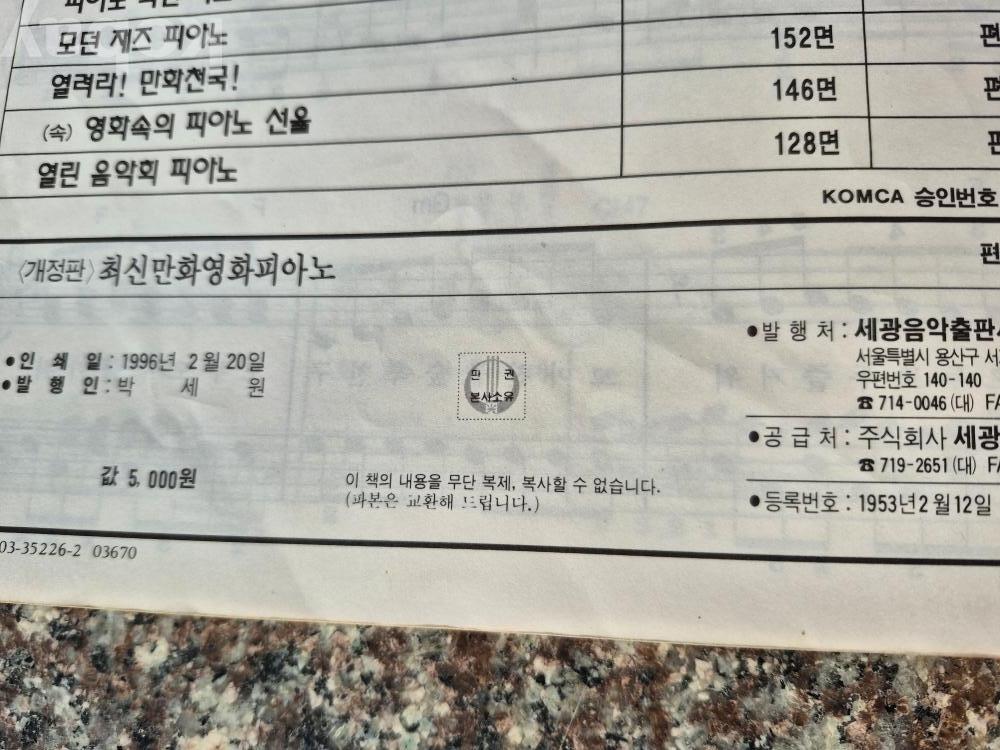 모던 재즈 피아노 152면 편
열려라! 만화천국! 146면 편
(속) 영화속의 피아노 선율 128면 편
열린 음악회 피아노
KOMCA 승인번호
〈개정판〉최신만화영화피아노 편
●인 쇄 일 : 1996년 2월 20일
●발 행 인 : 박 세 원
값 5,000원
판 권
본사소유
이 책의 내용을 무단 복제, 복사할 수 없습니다.
(파본은 교환해 드립니다.)
●발 행 처 : 세광음악출판사
서울특별시 용산구 서
우편번호 140-140
☎ 714-0046 (대) FA
●공 급 처 : 주식회사 세광
☎ 719-2651 (대) FA
●등록번호 : 1953년 2월 12일
03-35226-2 03670